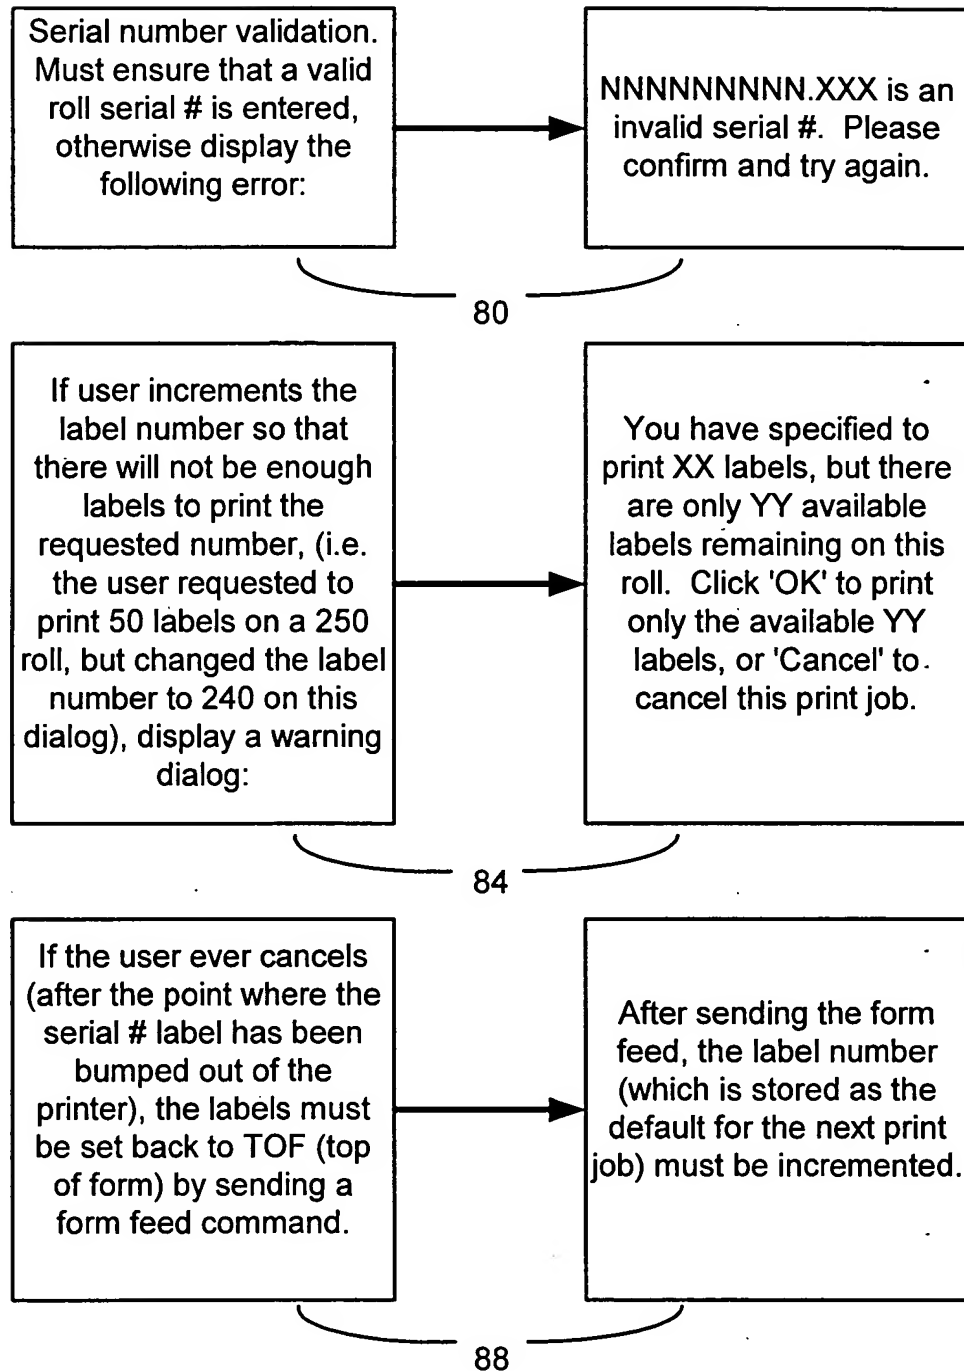 Serial number validation.
Must ensure that a valid
roll serial # is entered,
otherwise display the
following error:
NNNNNNNNN.XXX is an
invalid serial #. Please
confirm and try again.
80
If user increments the
label number so that
there will not be enough
labels to print the
requested number, (i.e.
the user requested to
print 50 labels on a 250
roll, but changed the label
number to 240 on this
dialog), display a warning
dialog:
You have specified to
print XX labels, but there
are only YY available
labels remaining on this
roll. Click 'OK' to print
only the available YY
labels, or 'Cancel' to
cancel this print job.
84
If the user ever cancels
(after the point where the
serial # label has been
bumped out of the
printer), the labels must
be set back to TOF (top
of form) by sending a
form feed command.
After sending the form
feed, the label number
(which is stored as the
default for the next print
job) must be incremented.
88